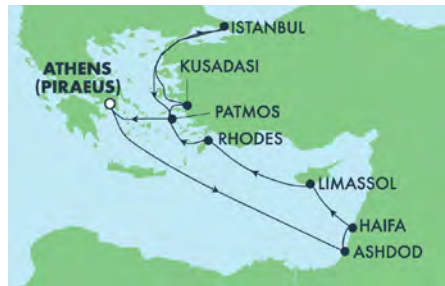 ISTANBUL
KUSADASI
ATHENS
(PIRAEUS)
PATMOS
RHODES
LIMASSOL
HAIFA
ASHDOD